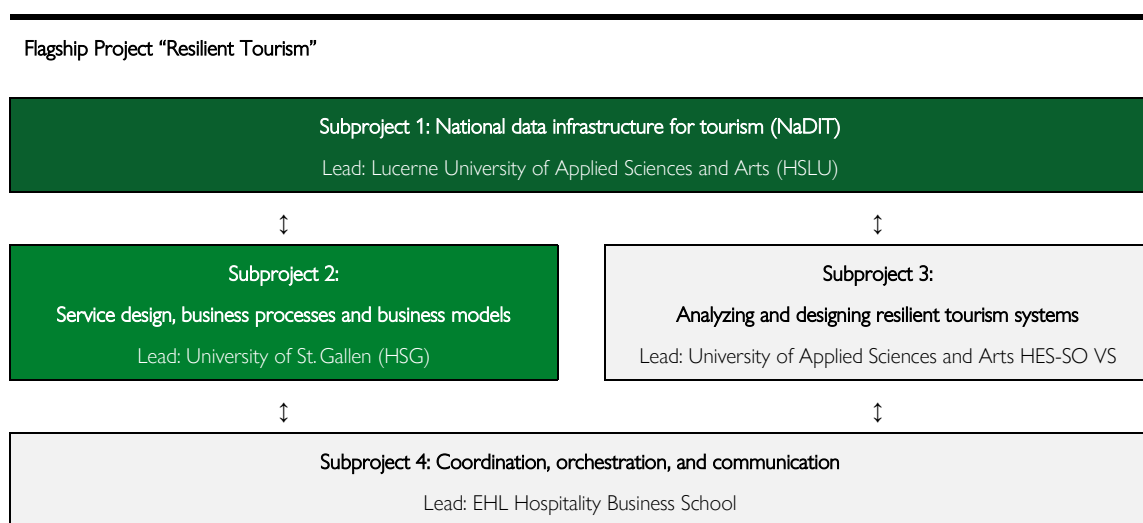 Flagship Project “Resilient Tourism”
Subproject 1: National data infrastructure for tourism (NaDIT)
Lead: Lucerne University of Applied Sciences and Arts (HSLU)
↕ ↕
Subproject 2:
Service design, business processes and business models
Lead: University of St. Gallen (HSG)
Subproject 3:
Analyzing and designing resilient tourism systems
Lead: University of Applied Sciences and Arts HES-SO VS
↕ ↕
Subproject 4: Coordination, orchestration, and communication
Lead: EHL Hospitality Business School